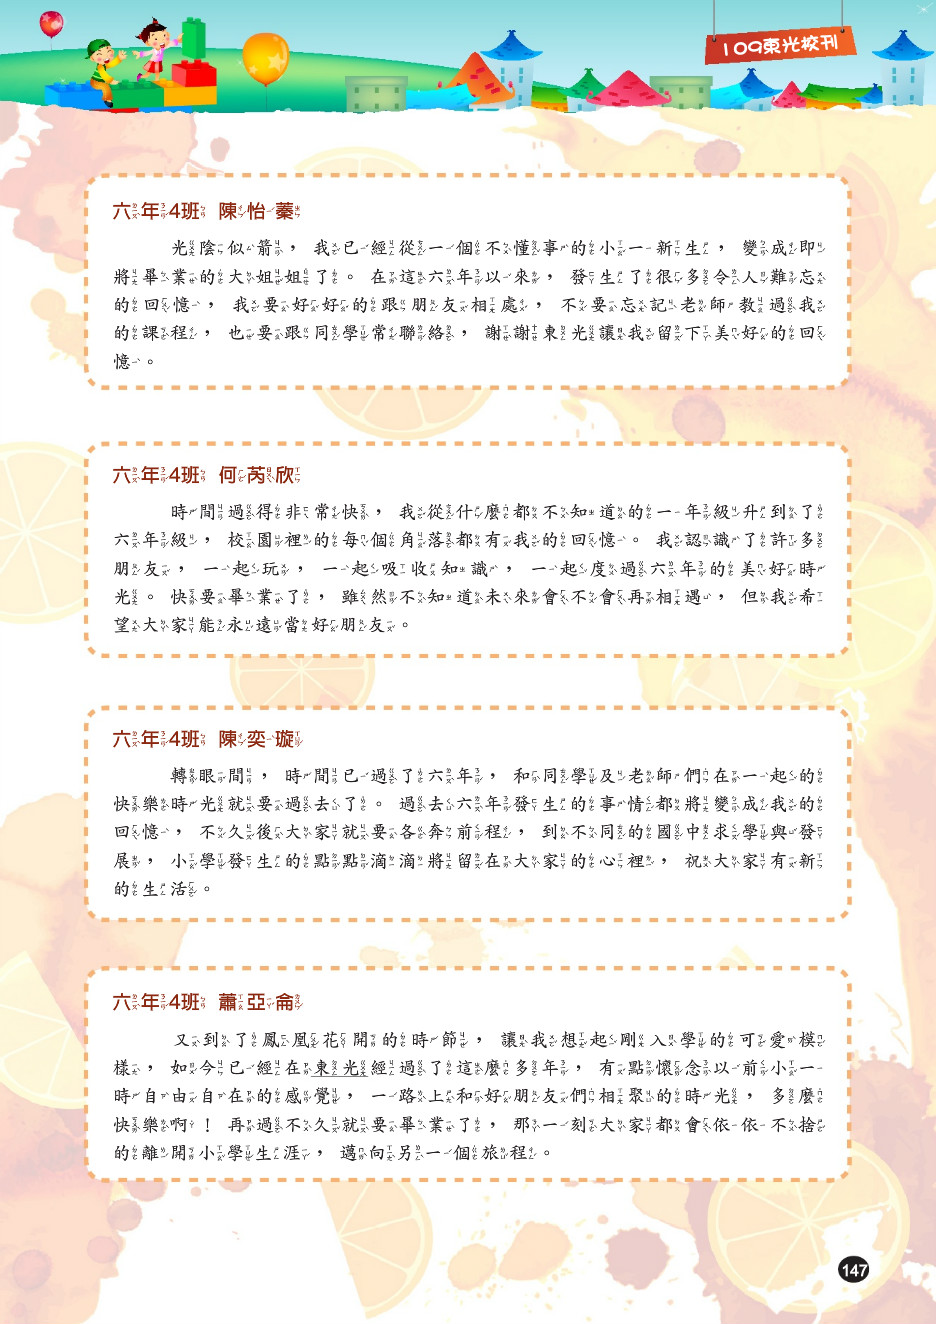 109東光校刊
六年4班 陳怡蓁
光陰似箭，我已經從一個不懂事的小一新生，變成即
將畢業的大姐姐了。在這六年以來，發生了很多令人難忘
的回憶，我要好好的跟朋友相處，不要忘記老師教過我
的課程，也要跟同學常聯絡，謝謝東光讓我留下美好的回
憶。
六年4班 何芮欣
時間過得非常快，我從什麼都不知道的一年級升到了
六年級，校園裡的每個角落都有我的回憶。我認識了許多
朋友，一起玩，一起吸收知識，一起度過六年的美好時
光。快要畢業了，雖然不知道未來會不會再相遇，但我希
望大家能永遠當好朋友。
六年4班 陳奕璇
轉眼間，時間已過了六年，和同學及老師們在一起的
快樂時光就要過去了。過去六年發生的事情都將變成我的
回憶，不久後大家就要各奔前程，到不同的國中求學與發
展，小學發生的點點滴滴將留在大家的心裡，祝大家有新
的生活。
六年4班 蕭亞侖
又到了鳳凰花開的時節，讓我想起剛入學的可愛模
樣，如今已經在東光經過了這麼多年，有點懷念以前小一
時自由自在的感覺，一路上和好朋友們相聚的時光，多麼
快樂啊！再過不久就要畢業了，那一刻大家都會依依不捨
的離開小學生涯，邁向另一個旅程。
147